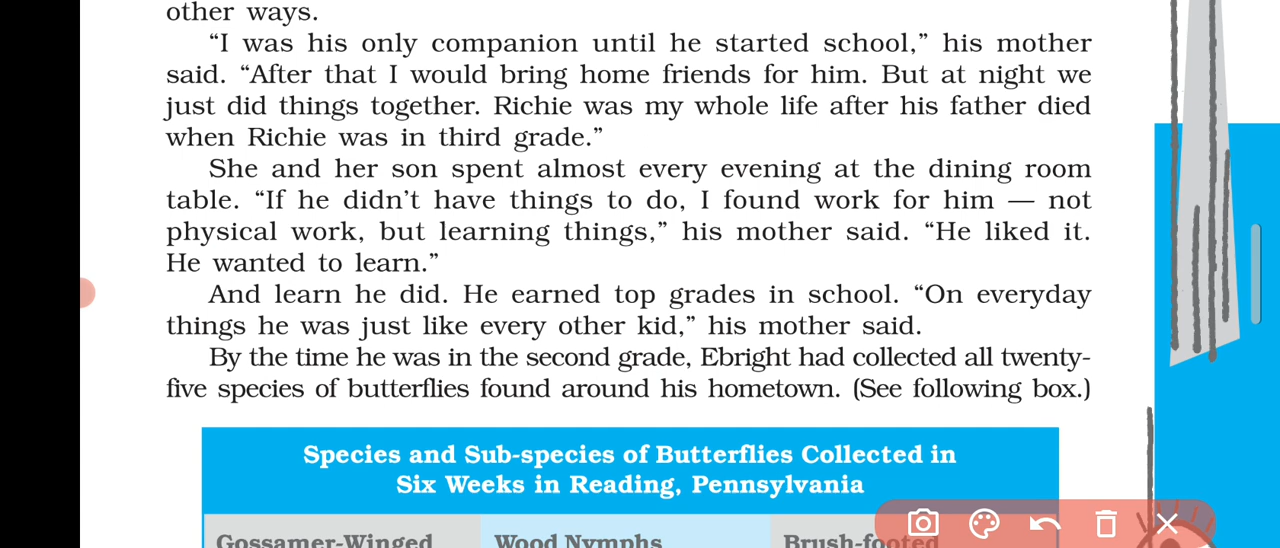 other ways.
“I was his only companion until he started school,” his mother
said. “After that I would bring home friends for him. But at night we
just did things together. Richie was my whole life after his father died
when Richie was in third grade.”
She and her son spent almost every evening at the dining room
table. “If he didn’t have things to do, I found work for him — not
physical work, but learning things,” his mother said. “He liked it.
He wanted to learn.”
And learn he did. He earned top grades in school. “On everyday
things he was just like every other kid,” his mother said.
By the time he was in the second grade, Ebright had collected all twenty-
five species of butterflies found around his hometown. (See following box.)
Species and Sub-species of Butterflies Collected in
Six Weeks in Reading, Pennsylvania
Gossamer-Winged Wood Nymphs Brush-footed